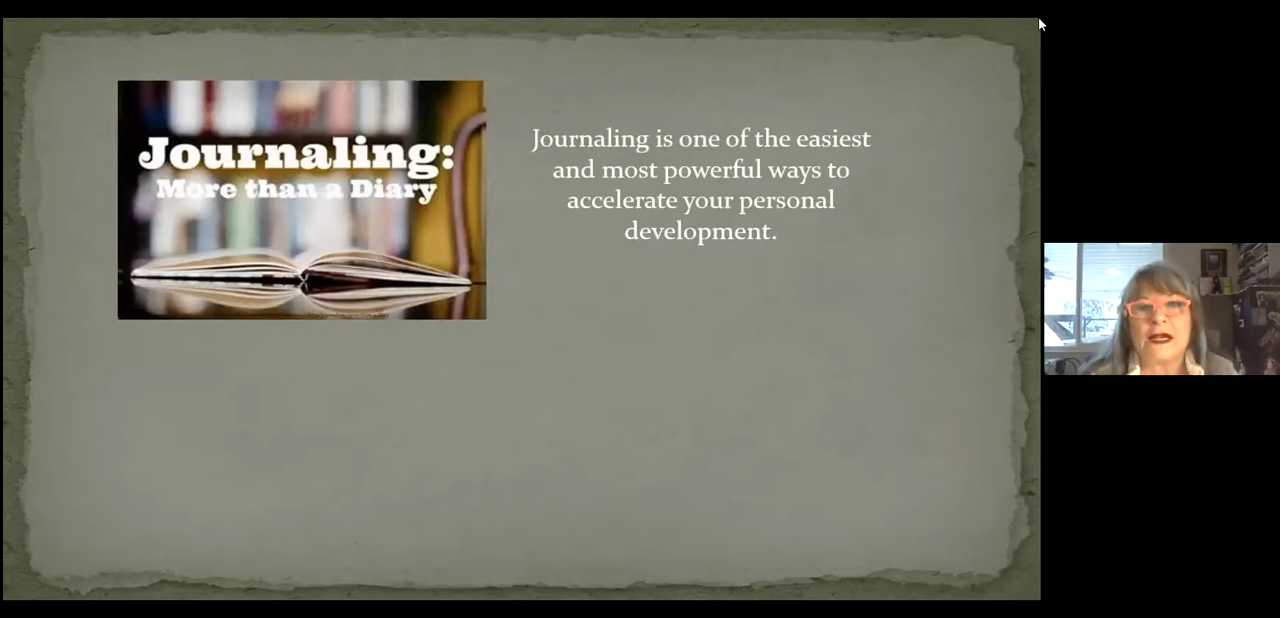 Journaling:
More than a Diary
Journaling is one of the easiest
and most powerful ways to
accelerate your personal
development.